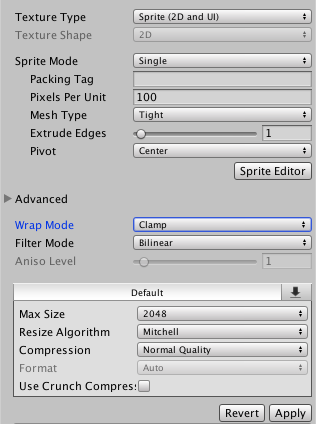 Texture Type Sprite (2D and UI)
Texture Shape 2D
Sprite Mode Single
Packing Tag
Pixels Per Unit 100
Mesh Type Tight
Extrude Edges 1
Pivot Center
Sprite Editor
Advanced
Wrap Mode Clamp
Filter Mode Bilinear
Aniso Level 1
Default
Max Size 2048
Resize Algorithm Mitchell
Compression Normal Quality
Format Auto
Use Crunch Compres:
Revert Apply